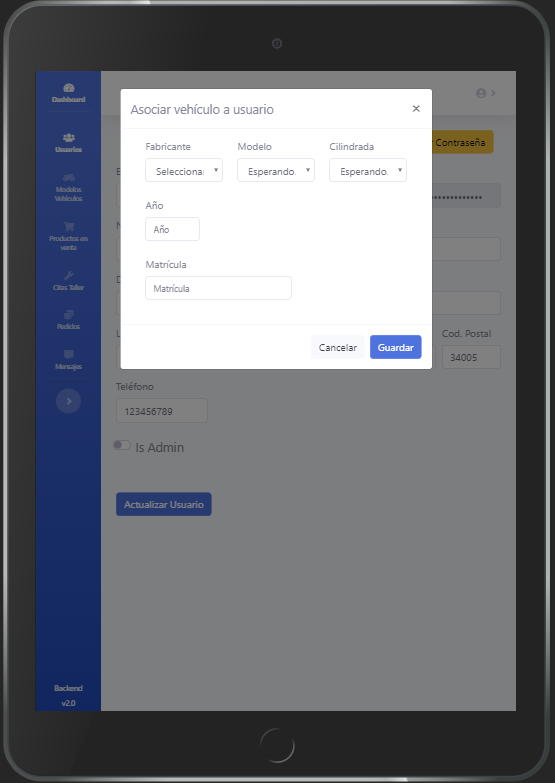 Dashboard
Usuarios
Modelos
Vehículos
Productos en
venta
Citas Taller
Pedidos
Mensajes
Backend
v2.0
Asociar vehículo a usuario ×
Fabricante Modelo Cilindrada
Selecciona Esperando. Esperando.
Año
Año
Matrícula
Matrícula
Cancelar Guardar
Contraseña
••••••••••••
Cod. Postal
34005
Teléfono
123456789
Is Admin
Actualizar Usuario